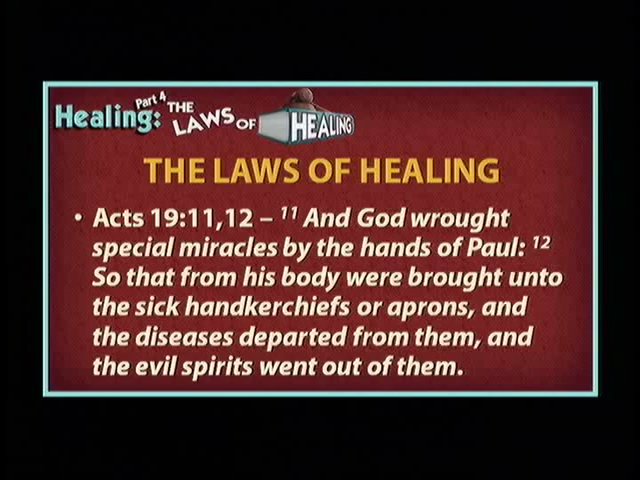 Healing: Part 4 THE LAWS OF HEALING
THE LAWS OF HEALING
• Acts 19:11,12 – 11 And God wrought
special miracles by the hands of Paul: 12
So that from his body were brought unto
the sick handkerchiefs or aprons, and
the diseases departed from them, and
the evil spirits went out of them.